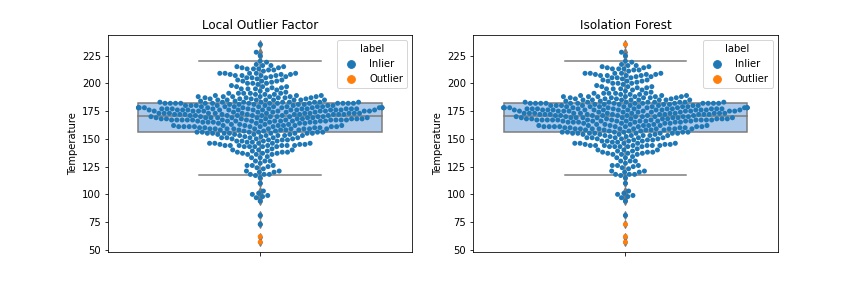 Local Outlier Factor
Temperature
225
200
175
150
125
100
75
50
label
Inlier
Outlier
Isolation Forest
Temperature
225
200
175
150
125
100
75
50
label
Inlier
Outlier